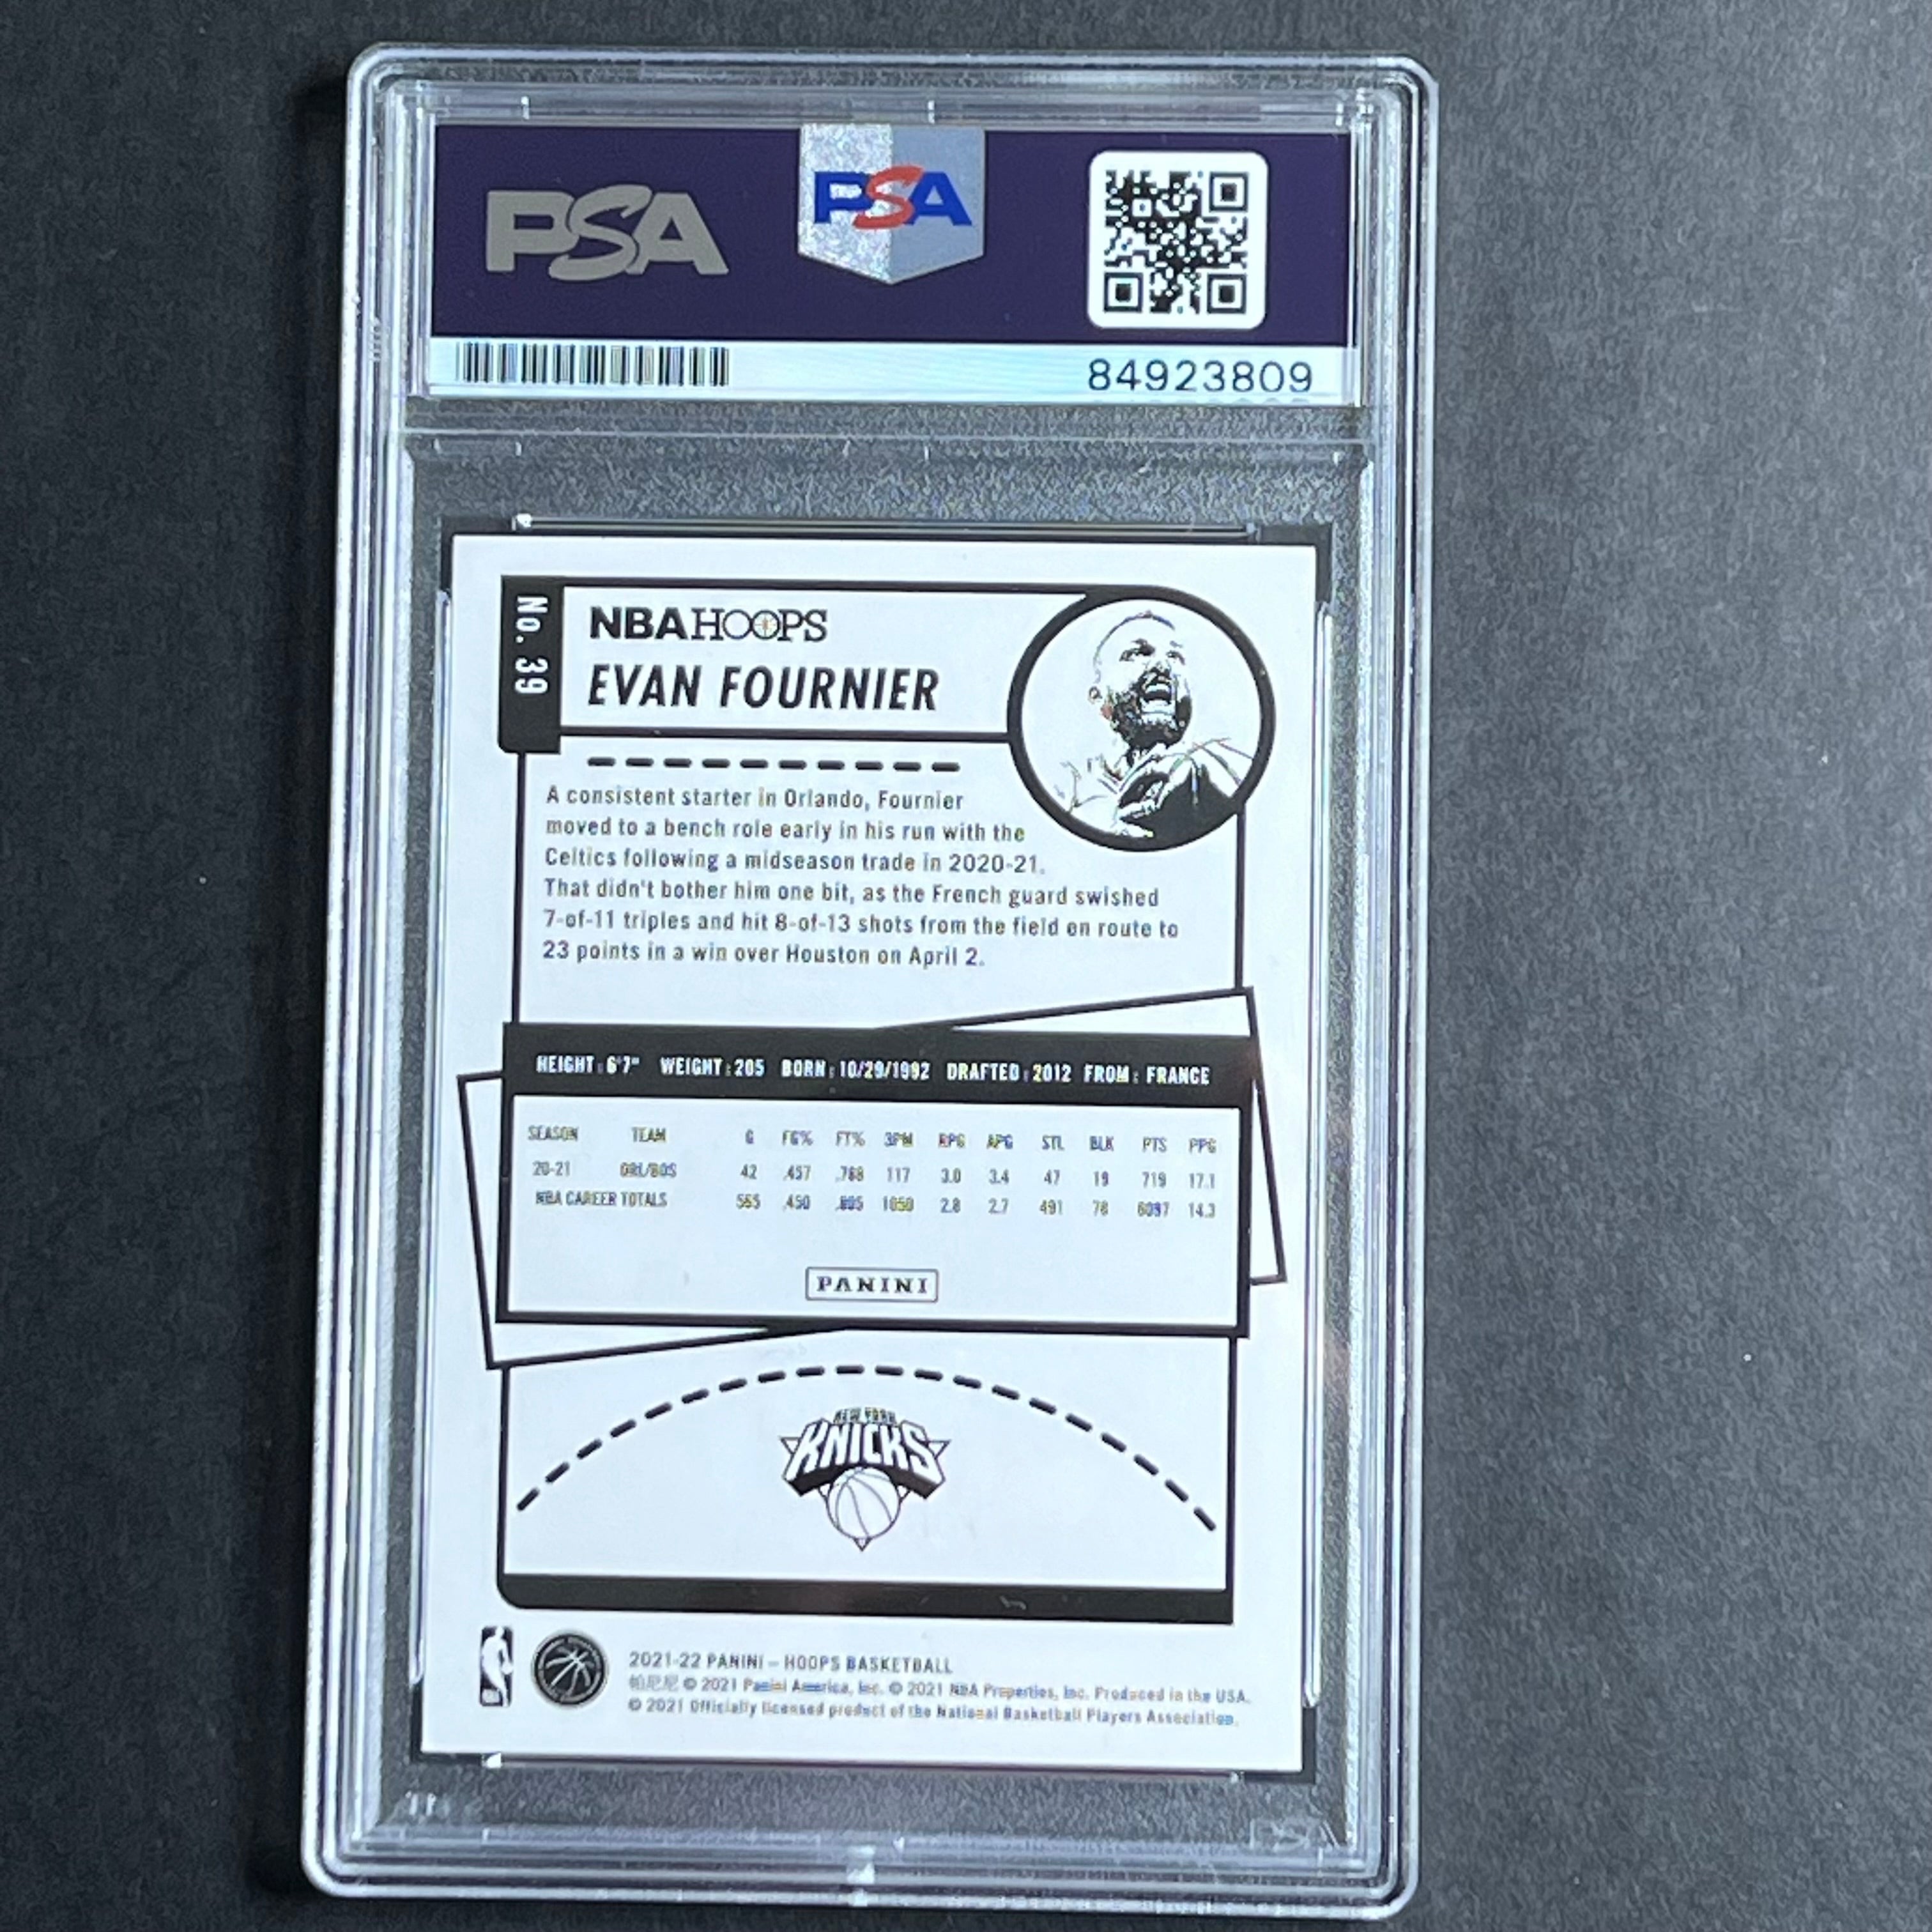 PSA
PSA
84923809
No. 39
NBA HOOPS
EVAN FOURNIER
A consistent starter in Orlando, Fournier
moved to a bench role early in his run with the
Celtics following a midseason trade in 2020-21.
That didn't bother him one bit, as the French guard swished
7-of-11 triples and hit 8-of-13 shots from the field en route to
23 points in a win over Houston on April 2.
HEIGHT: 6'7" WEIGHT: 205 BORN: 10/29/1992 DRAFTED: 2012 FROM: FRANCE
SEASON TEAM G FG% FT% 3PM RPG APG STL BLK PTS PPG
20-21 ORL/BOS 42 .457 .788 117 3.0 3.4 47 19 719 17.1
NBA CAREER TOTALS 565 .450 1050 2.8 2.7 491 78 14.3
PANINI
NEW YORK
KNICKS
2021-22 PANINI – HOOPS BASKETBALL
帕尼尼 © 2021 Panini America, Inc. © 2021 NBA Properties, Inc. Produced in the USA.
© 2021 Officially licensed product of the National Basketball Players Association.